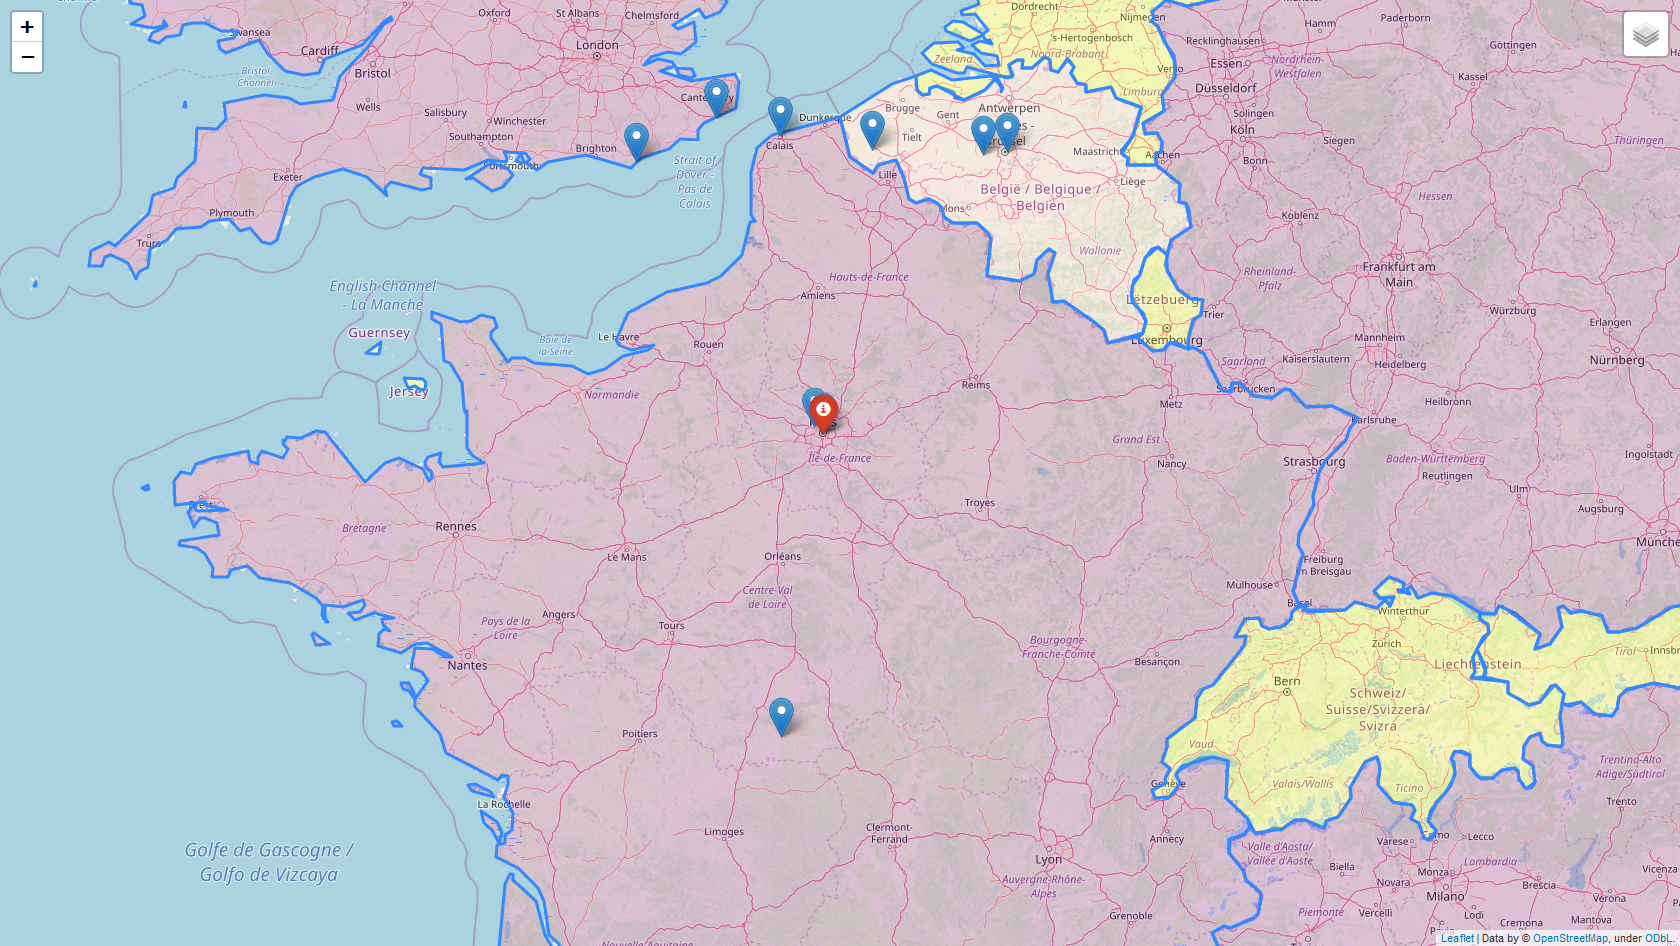 +
−
Channel
Swansea
Cardiff
Oxford
St Albans
Chelmsford
London
Bristol
Bristol
Channel
Wells
Salisbury
Winchester
Southampton
Portsmouth
Brighton
Exeter
Plymouth
Truro
Strait of
Dover -
Pas de
Calais
English Channel
- La Manche
Guernsey
Jersey
Baie de
la Seine
Le Havre
Rouen
Normandie
Amiens
Hauts-de-France
Calais
Dunkerque
Lille
Brugge
Gent
Tielt
Antwerpen
Zeeland
Dordrecht
Nijmegen
's-Hertogenbosch
Noord-Brabant
Venlo
Limburg
Maastricht
Liège
Mons
België / Belgique /
Belgien
Wallonie
Lëtzebuerg
Luxembourg
Trier
Aachen
Recklinghausen
Essen
Düsseldorf
Solingen
Köln
Bonn
Hamm
Paderborn
Göttingen
Kassel
Nordrhein-
Westfalen
Siegen
Thüringen
Hessen
Koblenz
Rheinland-
Pfalz
Frankfurt am
Main
Würzburg
Erlangen
Nürnberg
Mannheim
Kaiserslautern
Heidelberg
Saarland
Saarbrücken
Heilbronn
Karlsruhe
Reims
Metz
Grand Est
Nancy
Strasbourg
Baden-Württemberg
Reutlingen
Ingolstadt
Ulm
Augsburg
Île-de-France
Troyes
Brest
Bretagne
Rennes
Le Mans
Orléans
Centre-Val
de Loire
Angers
Pays de la
Loire
Tours
Nantes
Freiburg
im Breisgau
Mulhouse
Basel
Winterthur
Zürich
Bourgogne-
Franche-Comté
Besançon
Bern
Liechtenstein
Tirol
Schweiz/
Suisse/Svizzera/
Svizra
Vaud
Poitiers
Genève
Valais/Wallis
Ticino
Trentino-Alto
Adige/Südtirol
Trento
La Rochelle
Limoges
Clermont-
Ferrand
Lyon
Annecy
Auvergne-Rhône-
Alpes
Grenoble
Valle d'Aosta/
Vallée d'Aoste
Biella
Varese
Como
Lecco
Lombardia
Monza
Novara
Milano
Brescia
Verona
Vicenza
Piemonte
Vercelli
Lodi
Cremona
Mantova
Golfe de Gascogne /
Golfo de Vizcaya
Nouvelle-Aquitaine
Leaflet | Data by © OpenStreetMap, under ODbL.